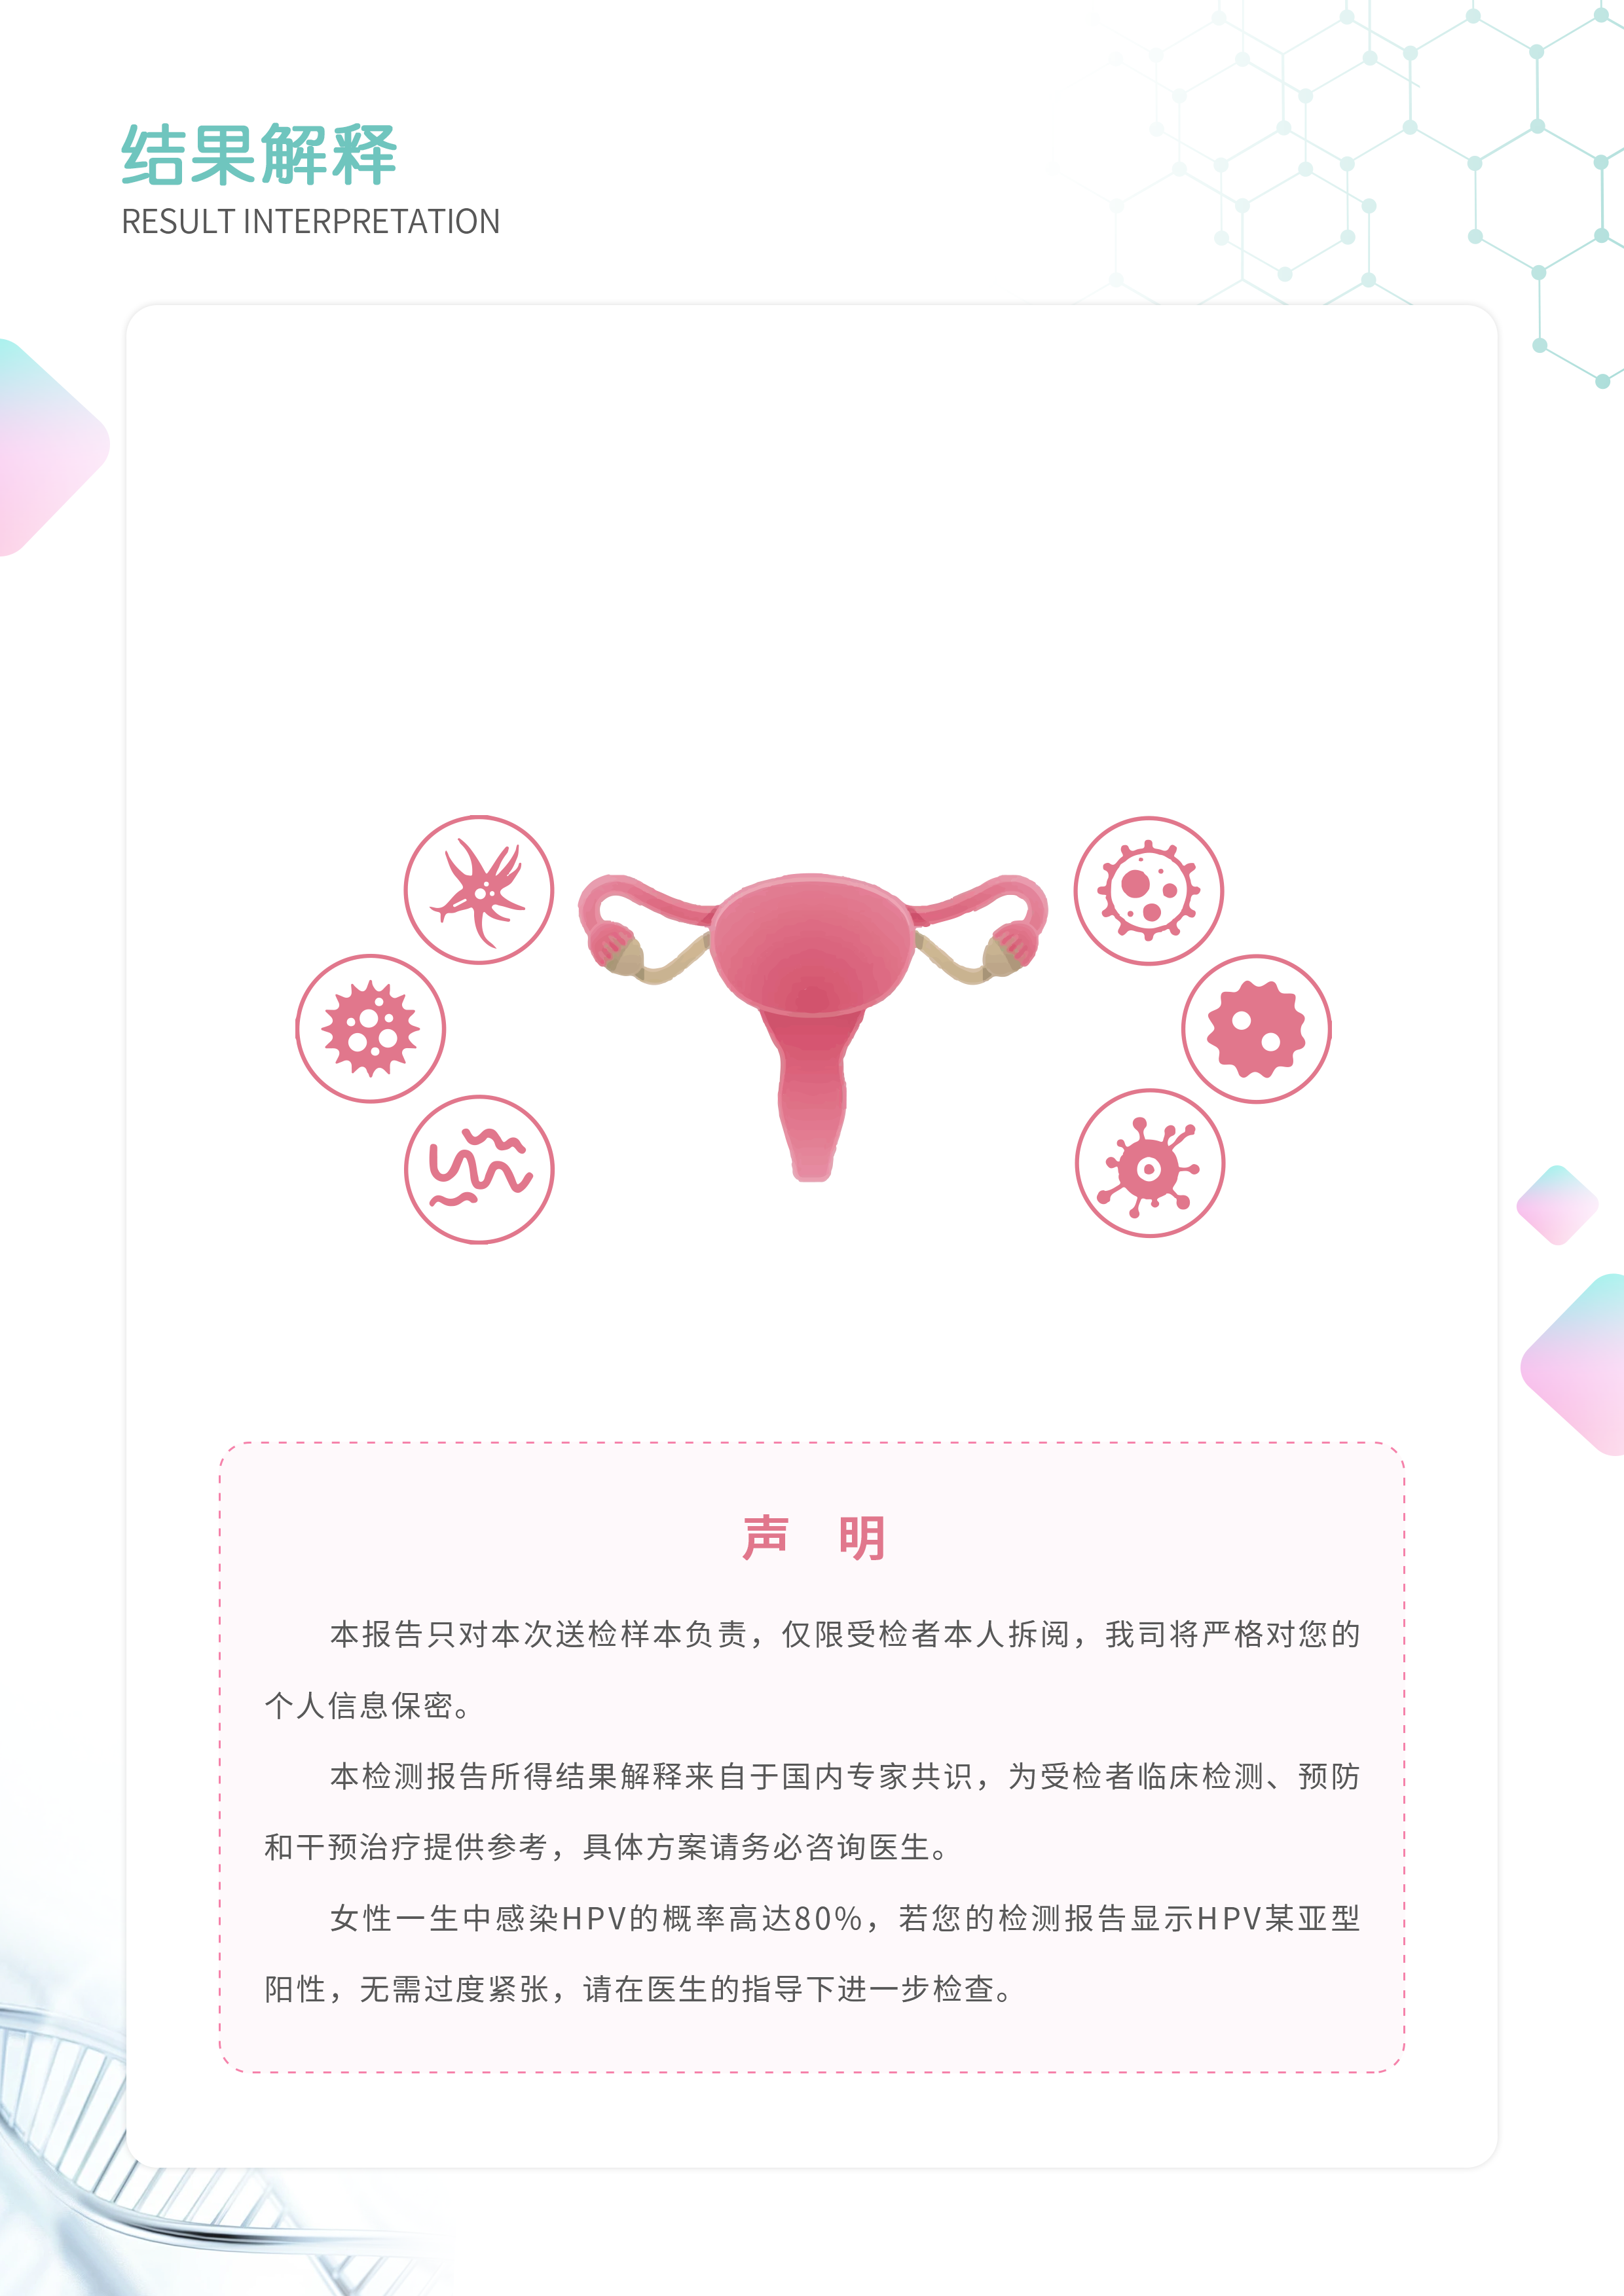 结果解释
RESULT INTERPRETATION
声 明
本报告只对本次送检样本负责，仅限受检者本人拆阅，我司将严格对您的
个人信息保密。
本检测报告所得结果解释来自于国内专家共识，为受检者临床检测、预防
和干预治疗提供参考，具体方案请务必咨询医生。
女性一生中感染HPV的概率高达80%，若您的检测报告显示HPV某亚型
阳性，无需过度紧张，请在医生的指导下进一步检查。